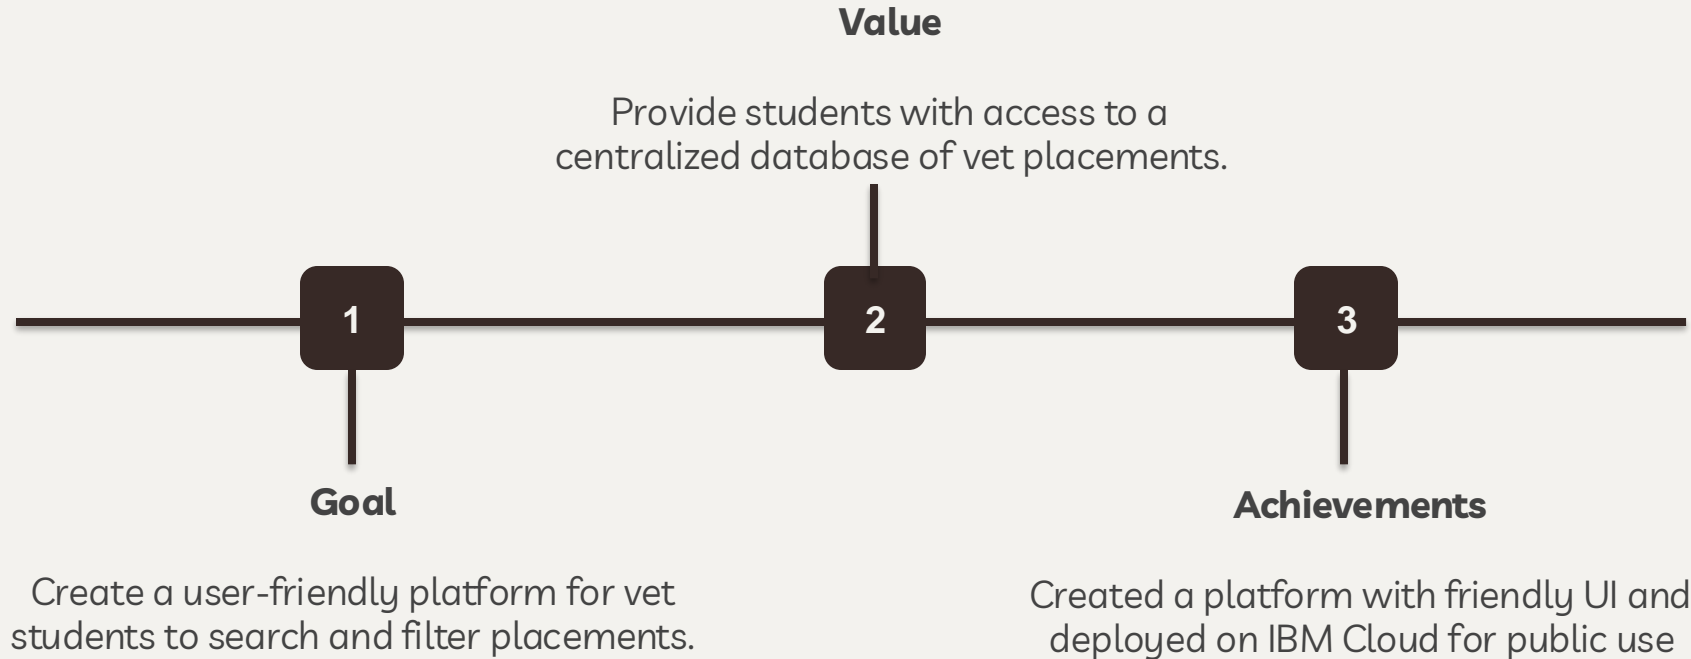 Value
Provide students with access to a
centralized database of vet placements.
1
2
3
Goal
Create a user-friendly platform for vet
students to search and filter placements.
Achievements
Created a platform with friendly UI and
deployed on IBM Cloud for public use